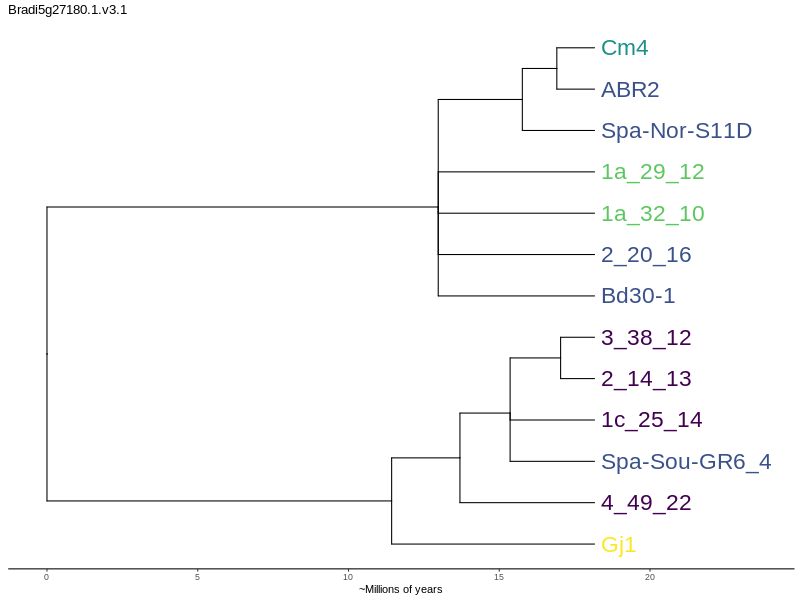 Bradi5g27180.1.v3.1
Cm4
ABR2
Spa-Nor-S11D
1a_29_12
1a_32_10
2_20_16
Bd30-1
3_38_12
2_14_13
1c_25_14
Spa-Sou-GR6_4
4_49_22
Gj1
0 5 10 15 20
~Millions of years